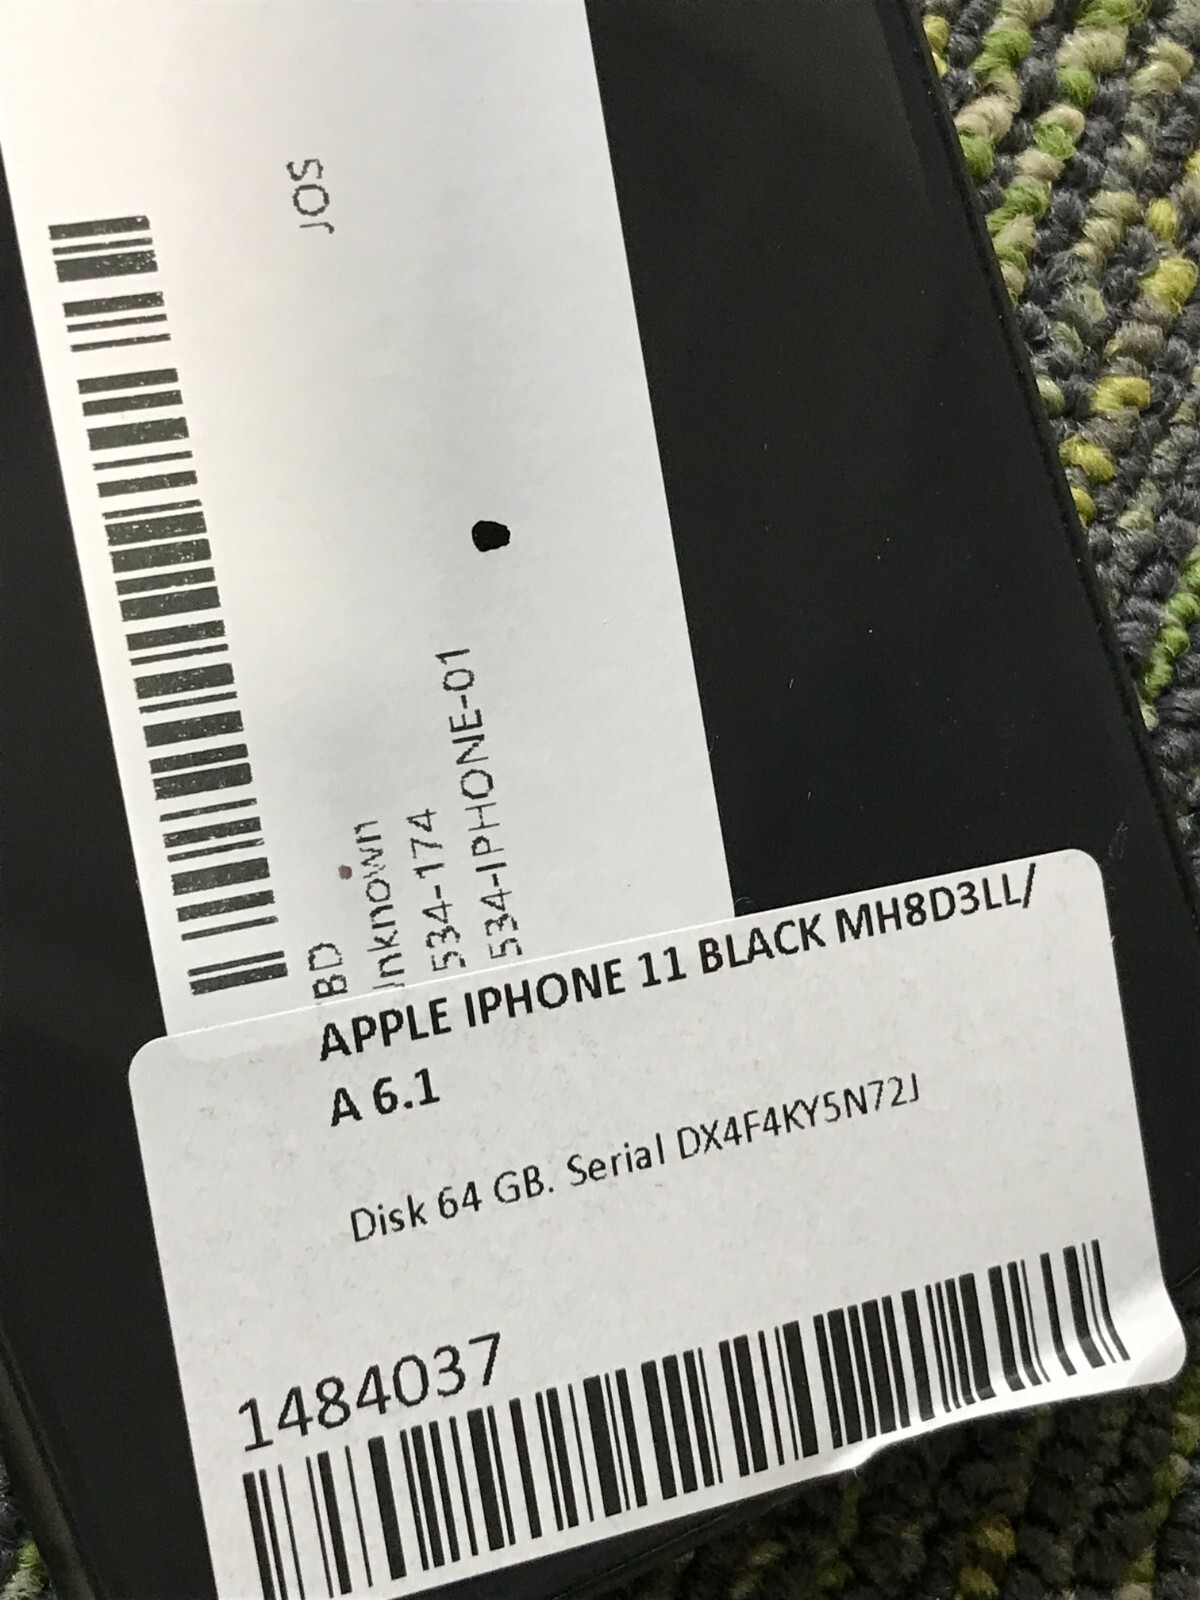 JOS
BD
nknown
534-174
534-IPHONE-01
APPLE IPHONE 11 BLACK MH8D3LL/
A 6.1
Disk 64 GB. Serial DX4F4KY5N72J
1484037